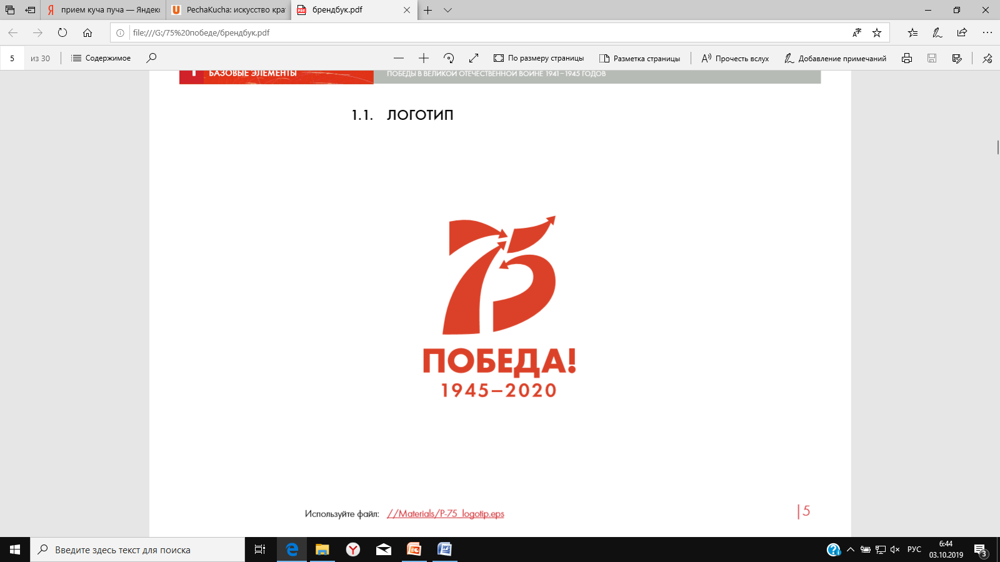 прием куча пуча — Яндекс
PechaKucha: искусство кра
брендбук.pdf
file:///G:/75%20победе/брендбук.pdf
5 из 30 Содержимое По размеру страницы Разметка страницы Прочесть вслух Добавление примечаний
БАЗОВЫЕ ЭЛЕМЕНТЫ
ПОБЕДЫ В ВЕЛИКОЙ ОТЕЧЕСТВЕННОЙ ВОЙНЕ 1941–1945 ГОДОВ
1.1. ЛОГОТИП
75
ПОБЕДА!
1945–2020
Используйте файл: //Materials/P-75_logotip.eps
5
Введите здесь текст для поиска
РУС
6:44
03.10.2019
3